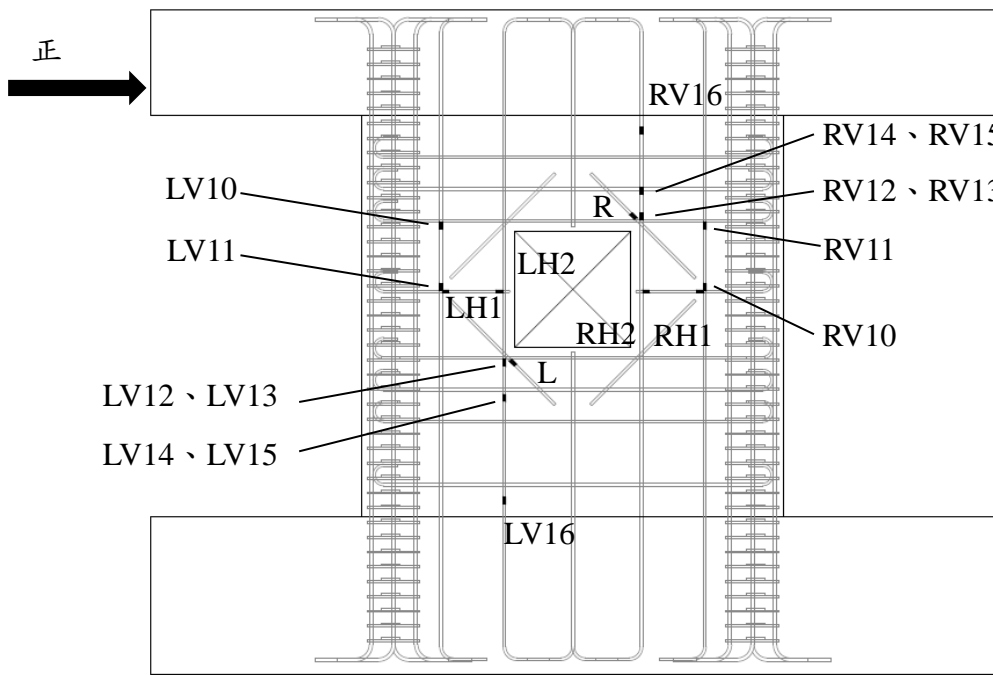 正
RV16
RV14、RV15
LV10
R
RV12、RV13
LV11
LH2
RV11
LH1
RH2
RH1
RV10
L
LV12、LV13
LV14、LV15
LV16